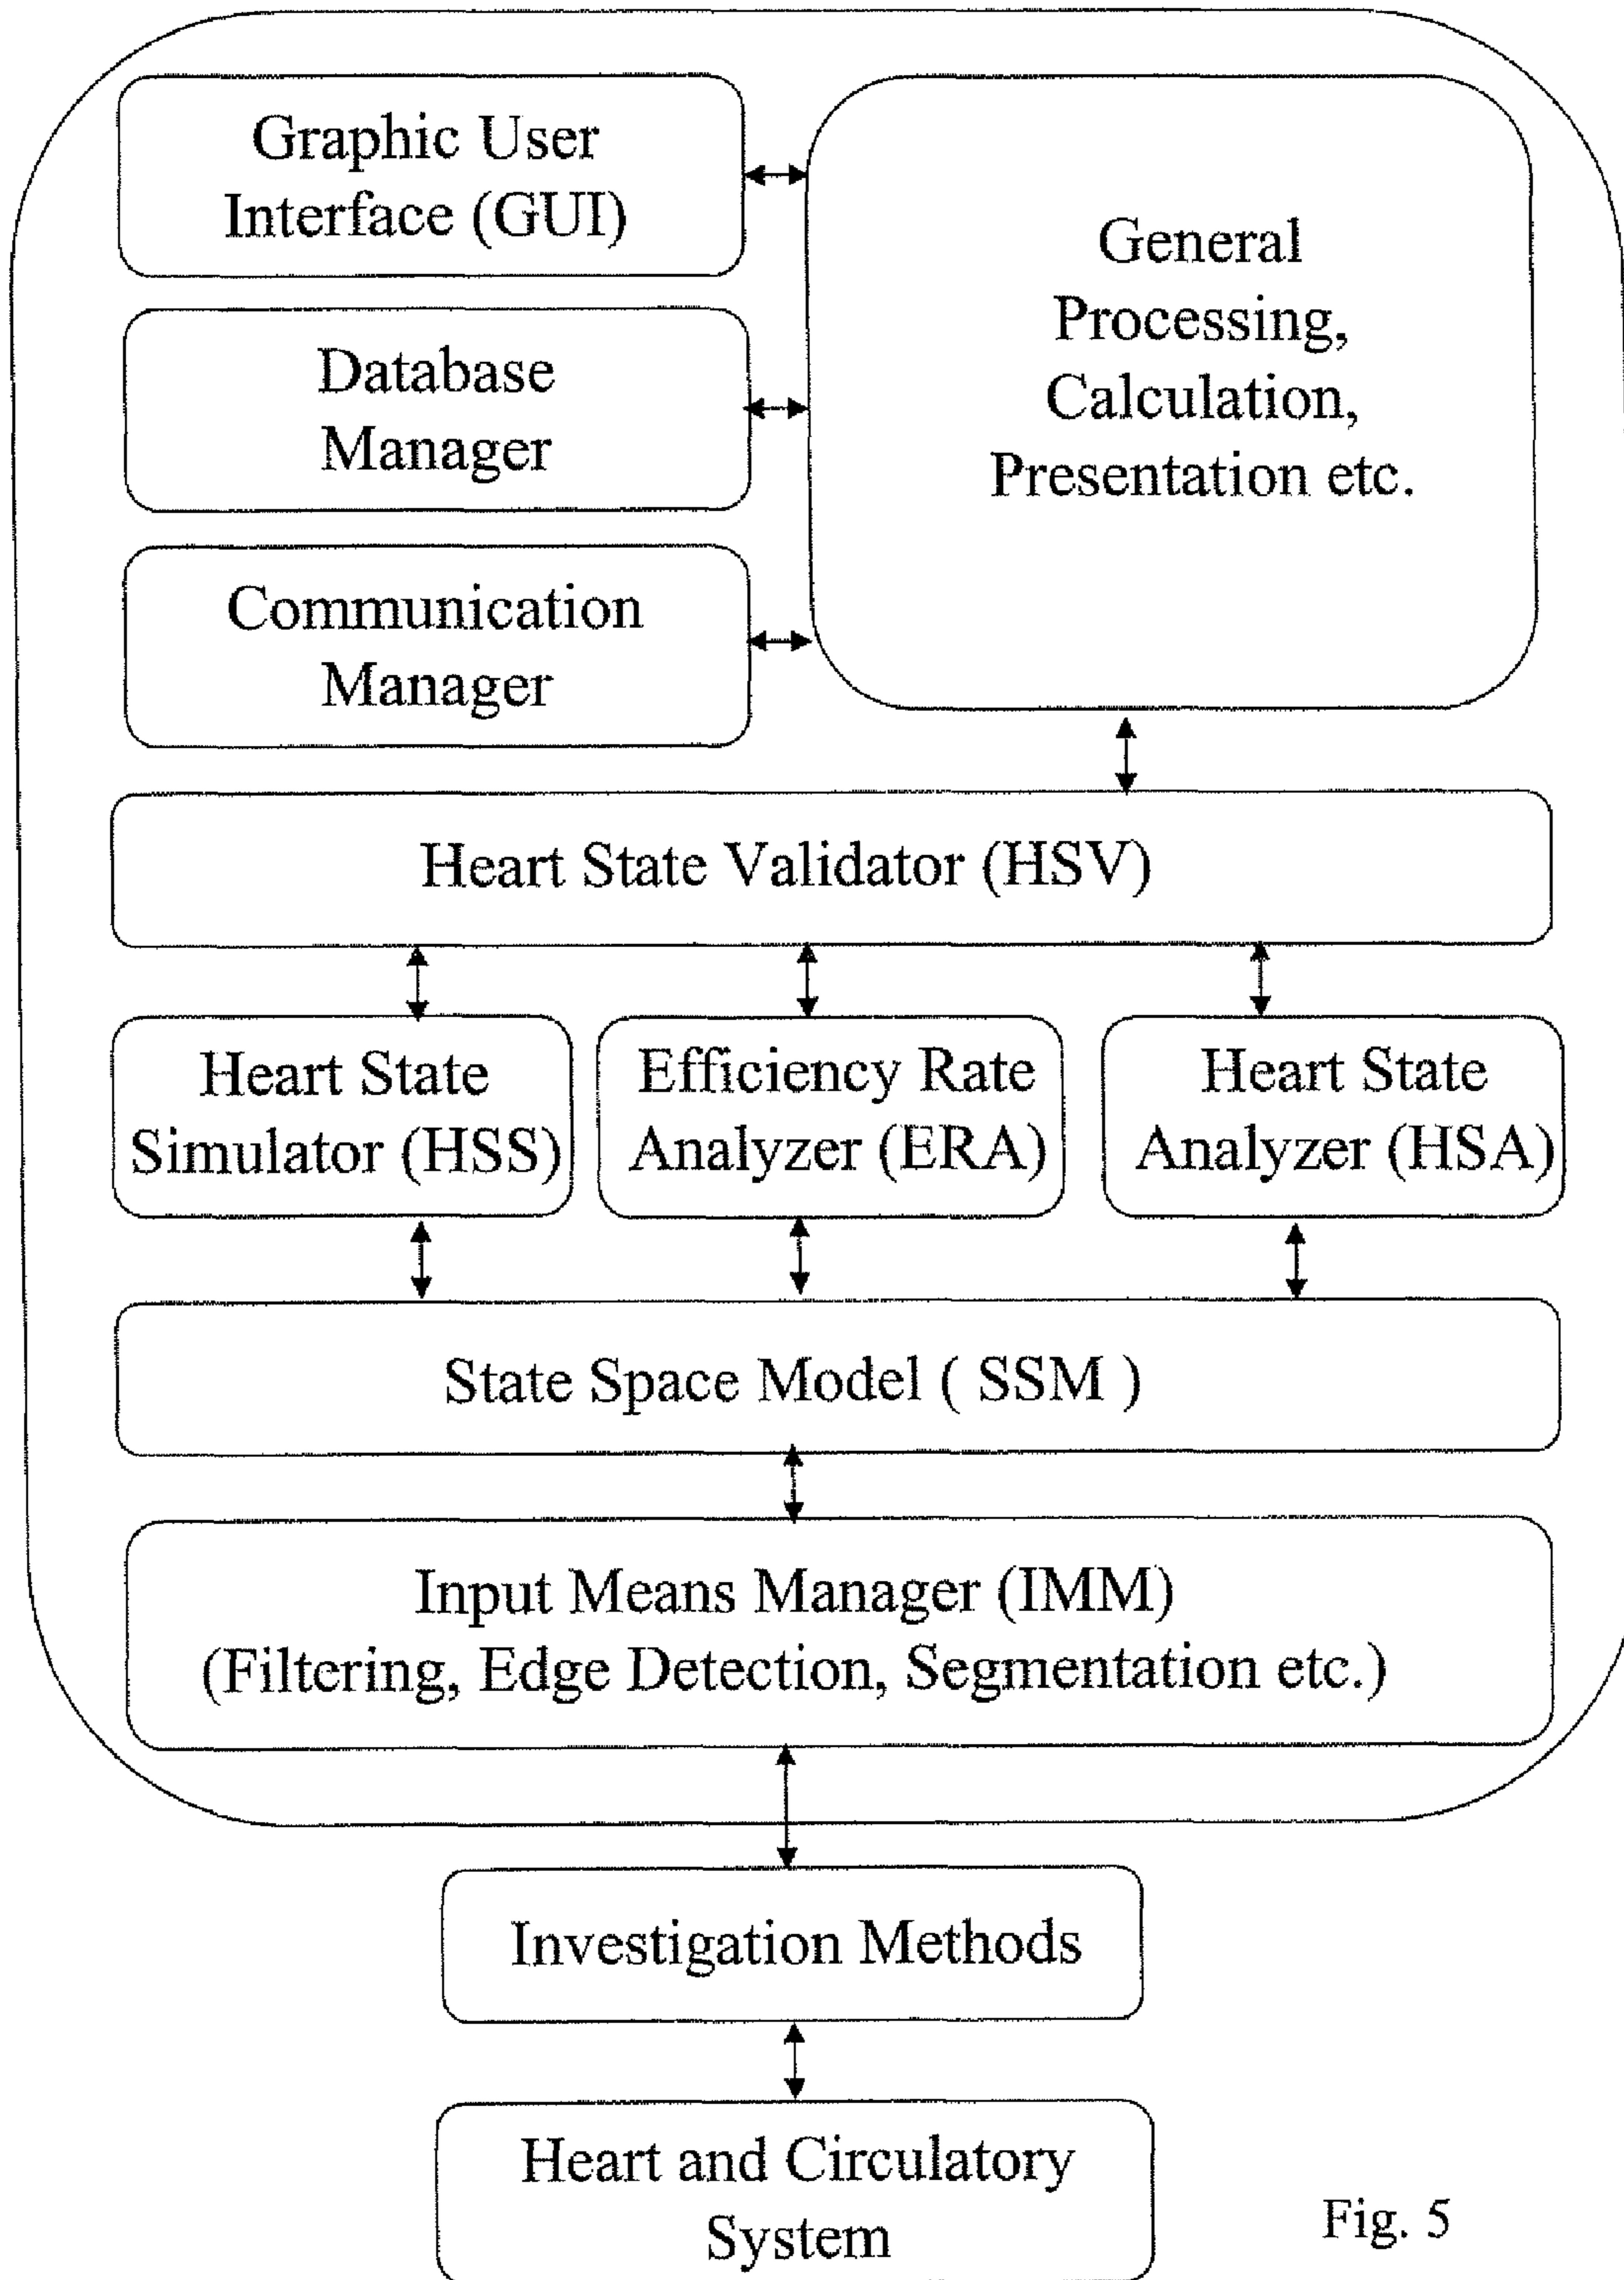 Graphic User
Interface (GUI)
General
Processing,
Calculation,
Presentation etc.
Database
Manager
Communication
Manager
Heart State Validator (HSV)
Heart State
Simulator (HSS)
Efficiency Rate
Analyzer (ERA)
Heart State
Analyzer (HSA)
State Space Model ( SSM )
Input Means Manager (IMM)
(Filtering, Edge Detection, Segmentation etc.)
Investigation Methods
Heart and Circulatory
System
Fig. 5